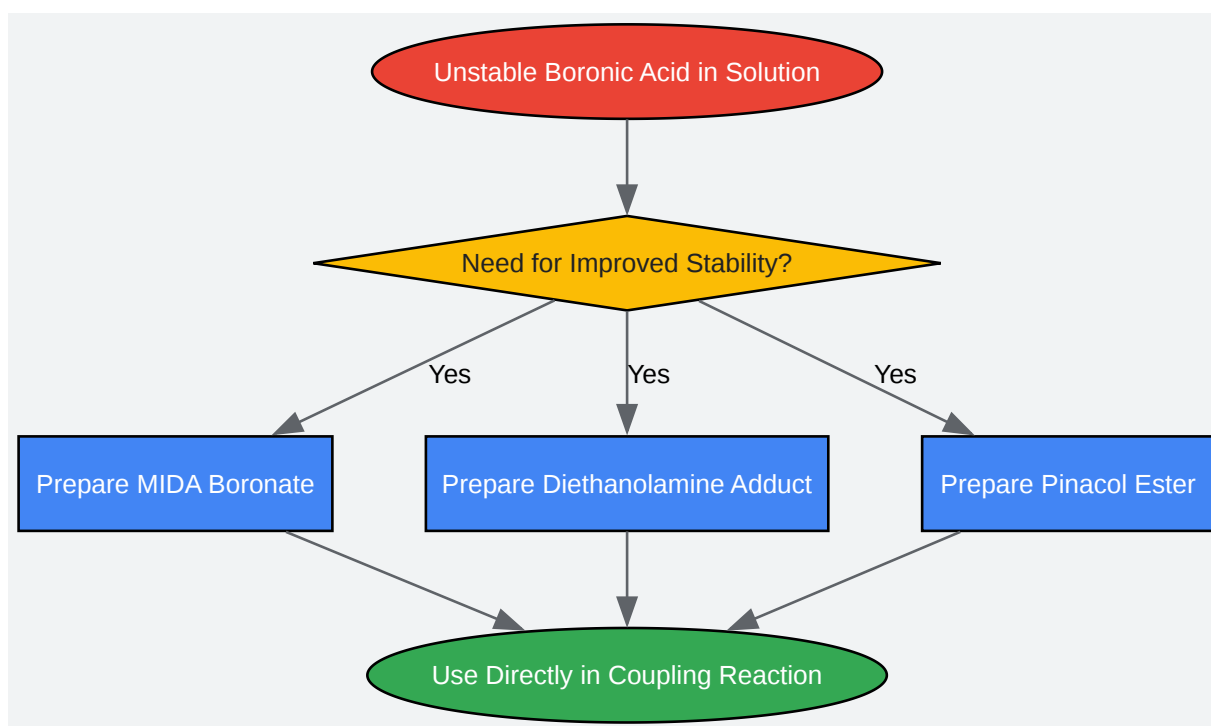 Unstable Boronic Acid in Solution
Need for Improved Stability?
Yes
Yes
Yes
Prepare MIDA Boronate
Prepare Diethanolamine Adduct
Prepare Pinacol Ester
Use Directly in Coupling Reaction